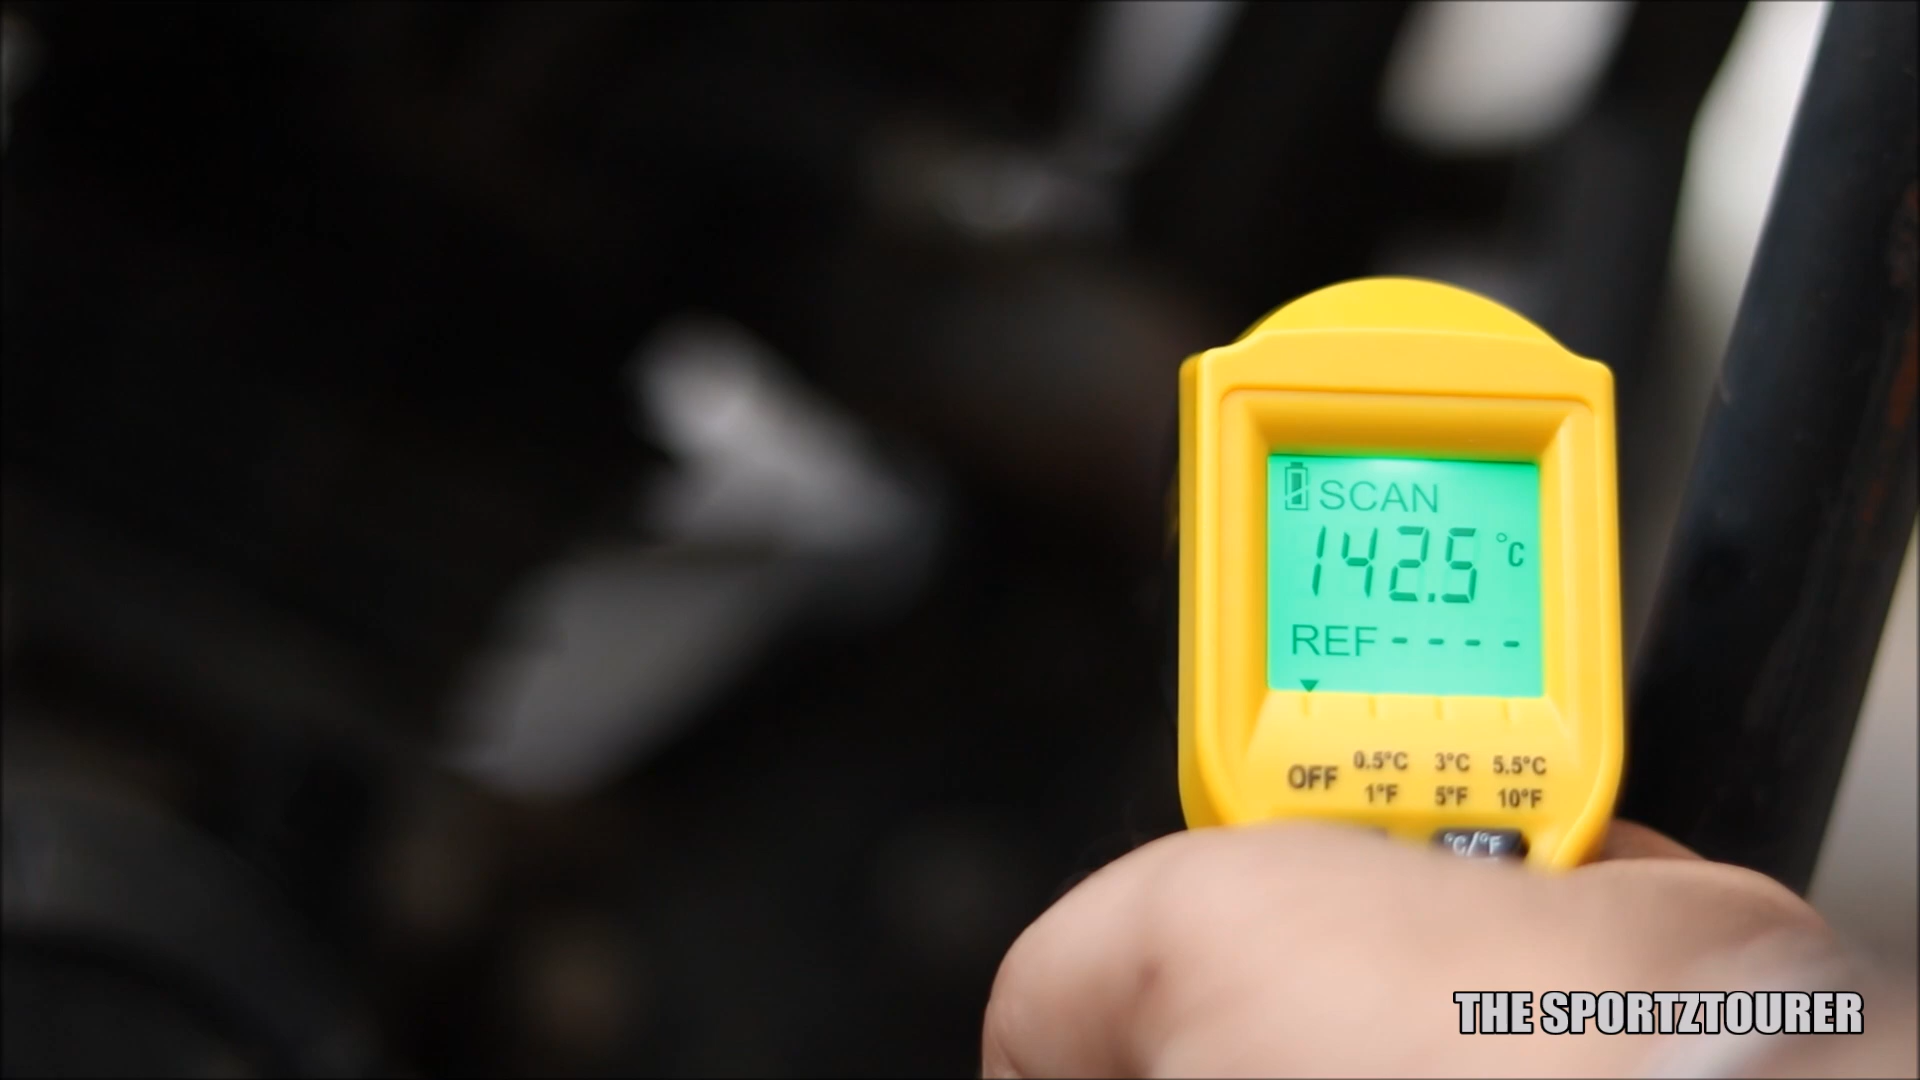 SCAN
142.5 °C
REF - - - -
OFF 0.5°C 3°C 5.5°C
1°F 5°F 10°F
°C/°F
THE SPORTZTOURER